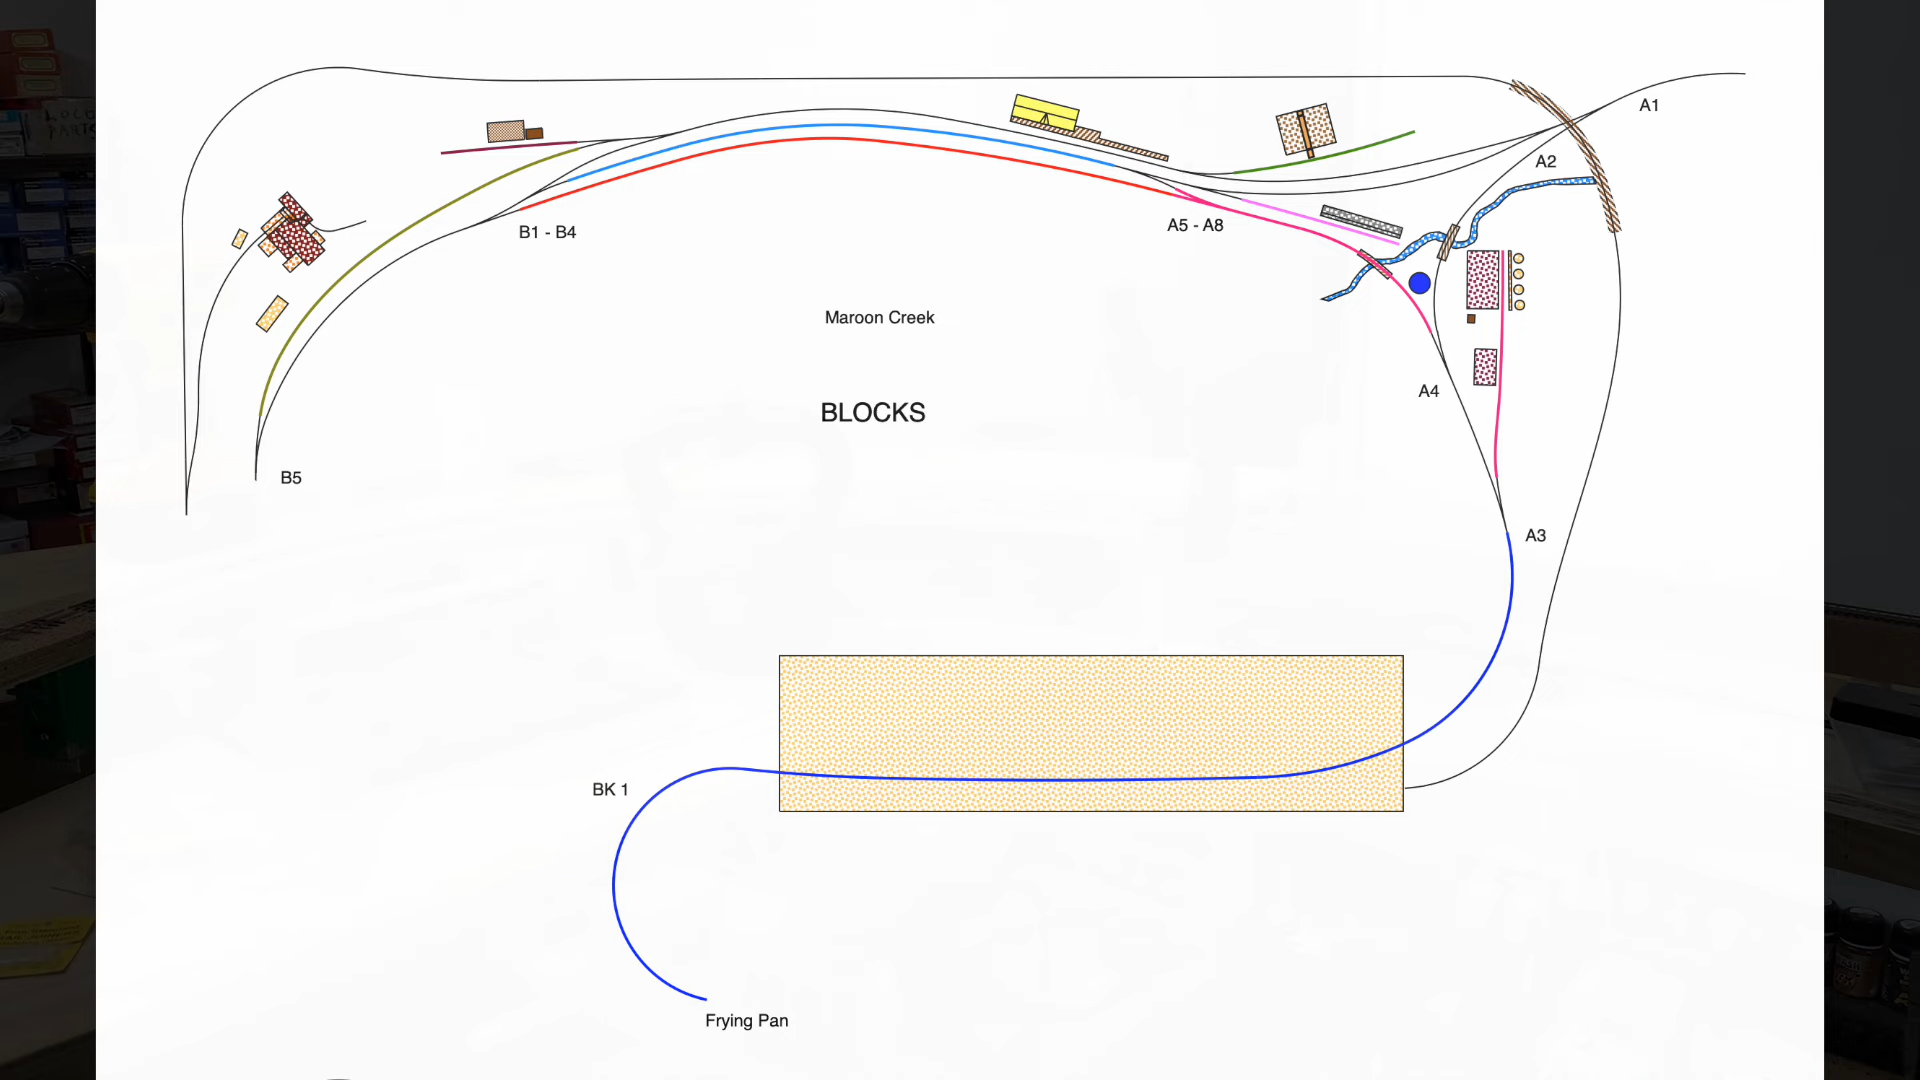 A1
A2
B1 - B4
A5 - A8
Maroon Creek
A4
BLOCKS
B5
A3
BK 1
Frying Pan